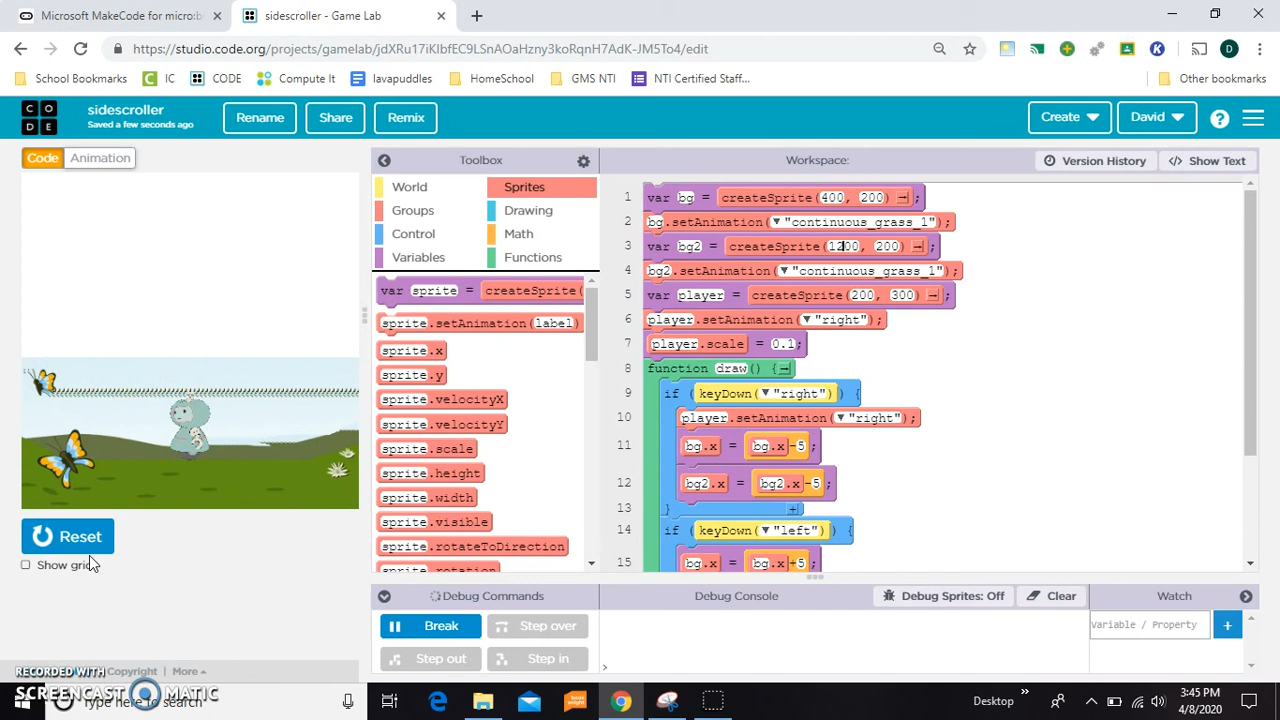 Microsoft MakeCode for micro:b
sidescroller - Game Lab
https://studio.code.org/projects/gamelab/jdXRu17iKIbfEC9LSnAOaHzny3koRqnH7AdK-JM5To4/edit
School Bookmarks
IC
CODE
Compute It
lavapuddles
HomeSchool
GMS NTI
NTI Certified Staff...
Other bookmarks
CODE
sidescroller
Saved a few seconds ago
Rename
Share
Remix
Create
David
Code
Animation
Toolbox
Workspace:
Version History
</> Show Text
World
Sprites
Groups
Drawing
Control
Math
Variables
Functions
var sprite = createSprite(
sprite.setAnimation(label)
sprite.x
sprite.y
sprite.velocityX
sprite.velocityY
sprite.scale
sprite.height
sprite.width
sprite.visible
sprite.rotateToDirection
sprite.rotation
1 var bg = createSprite(400, 200);
2 bg.setAnimation("continuous_grass_1");
3 var bg2 = createSprite(1200, 200);
4 bg2.setAnimation("continuous_grass_1");
5 var player = createSprite(200, 300);
6 player.setAnimation("right");
7 player.scale = 0.1;
8 function draw() {
9 if (keyDown("right")) {
10 player.setAnimation("right");
11 bg.x = bg.x-5;
12 bg2.x = bg2.x-5;
13 }
14 if (keyDown("left")) {
15 bg.x = bg.x+5;
Reset
Show grid
Debug Commands
Debug Console
Debug Sprites: Off
Clear
Watch
Break
Step over
Step out
Step in
Variable / Property
+
>
Copyright
More
RECORDED WITH
SCREENCAST MATIC
Type here to search
Desktop
3:45 PM
4/8/2020